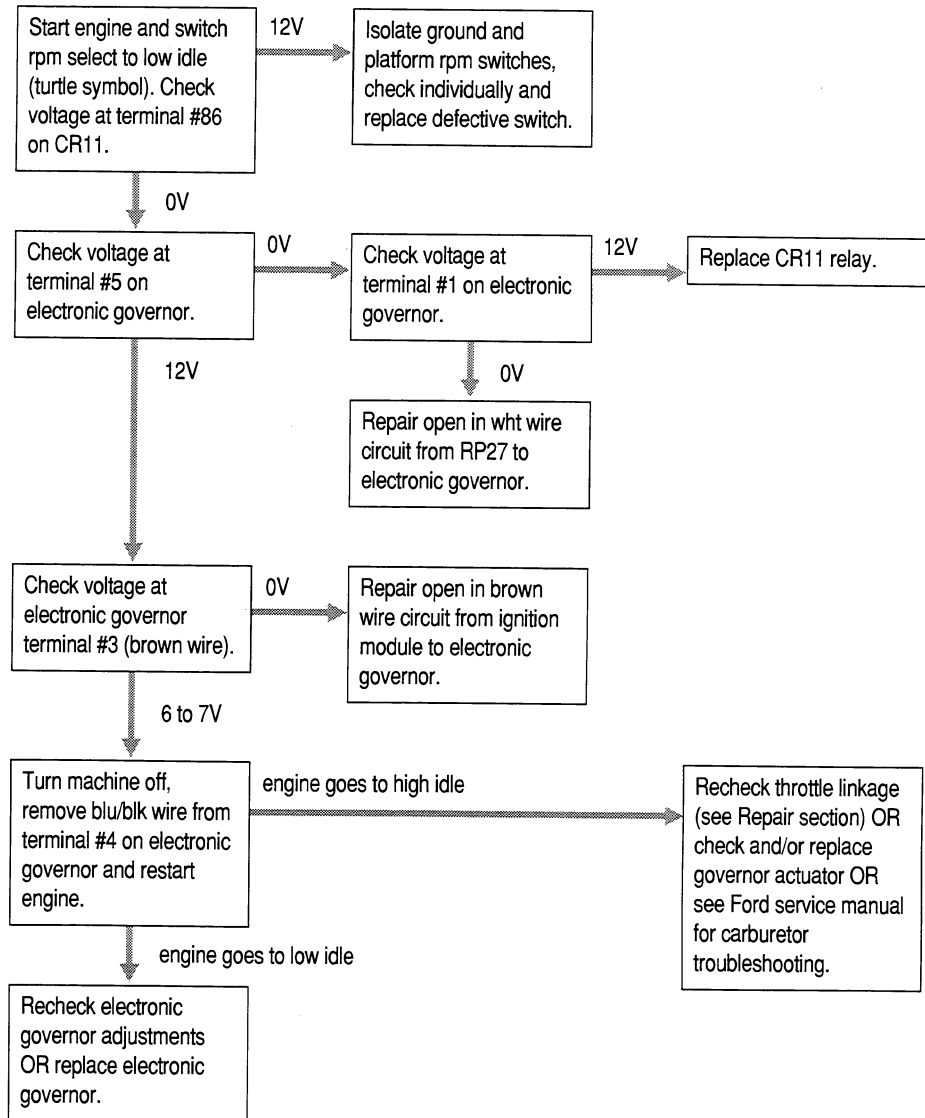 Start engine and switch
rpm select to low idle
(turtle symbol). Check
voltage at terminal #86
on CR11.
12V
Isolate ground and
platform rpm switches,
check individually and
replace defective switch.
0V
Check voltage at
terminal #5 on
electronic governor.
0V
Check voltage at
terminal #1 on electronic
governor.
12V
Replace CR11 relay.
12V
0V
Repair open in wht wire
circuit from RP27 to
electronic governor.
Check voltage at
electronic governor
terminal #3 (brown wire).
0V
Repair open in brown
wire circuit from ignition
module to electronic
governor.
6 to 7V
Turn machine off,
remove blu/blk wire from
terminal #4 on electronic
governor and restart
engine.
engine goes to high idle
Recheck throttle linkage
(see Repair section) OR
check and/or replace
governor actuator OR
see Ford service manual
for carburetor
troubleshooting.
engine goes to low idle
Recheck electronic
governor adjustments
OR replace electronic
governor.